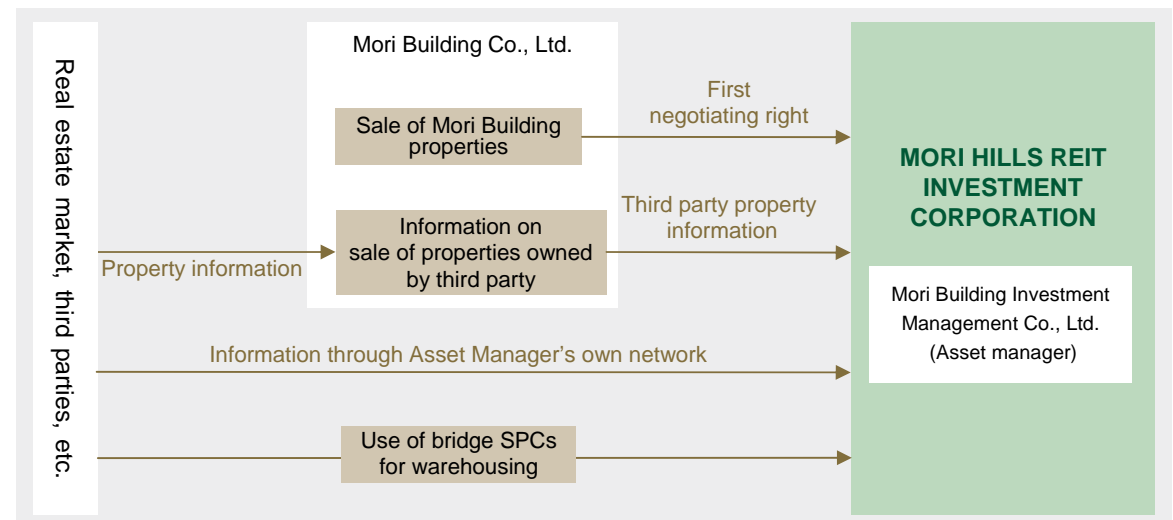 Real estate market, third parties, etc.
Mori Building Co., Ltd.
Sale of Mori Building
properties
First
negotiating right
Property information
Information on
sale of properties owned
by third party
Third party property
information
Information through Asset Manager’s own network
Use of bridge SPCs
for warehousing
MORI HILLS REIT
INVESTMENT
CORPORATION
Mori Building Investment
Management Co., Ltd.
(Asset manager)